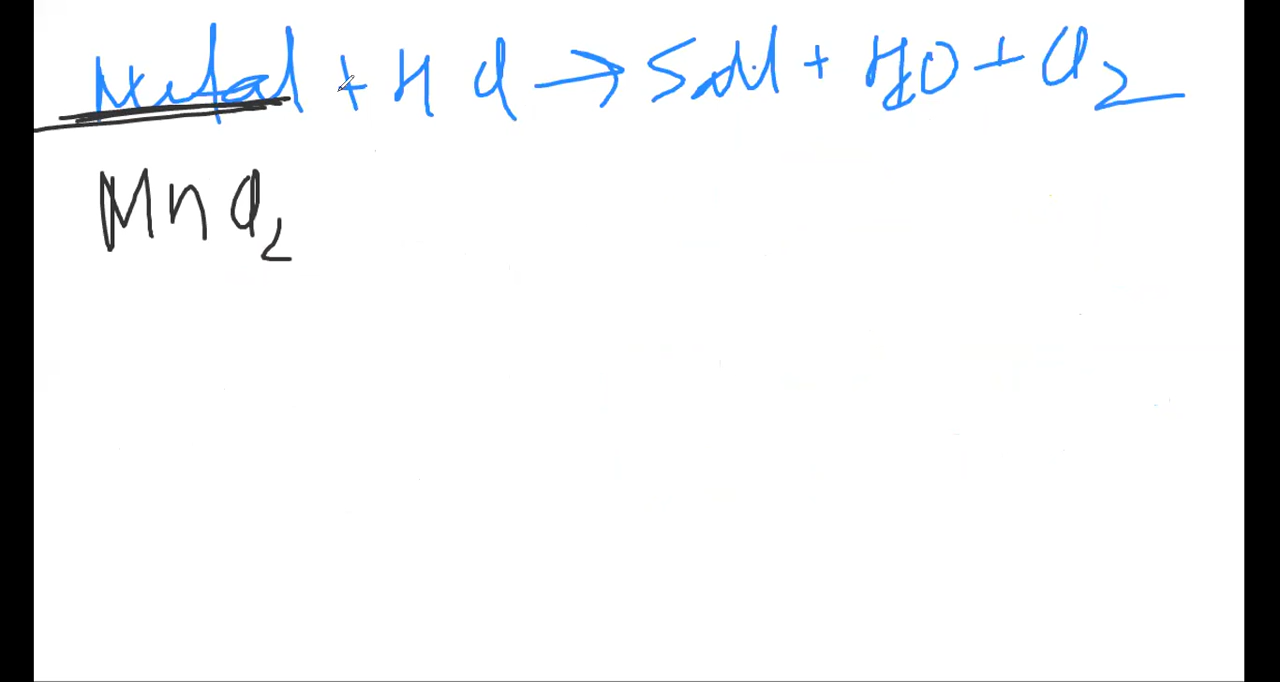 Metal + HCl → Salt + H2O + Cl2
MnCl2